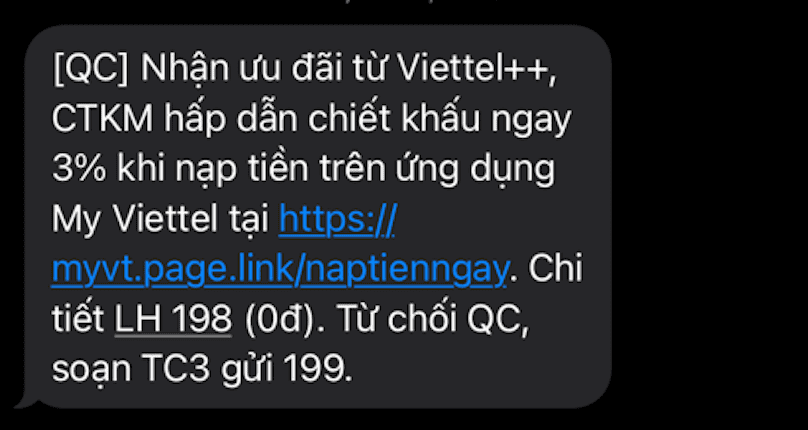 [QC] Nhận ưu đãi từ Viettel++,
CTKM hấp dẫn chiết khấu ngay
3% khi nạp tiền trên ứng dụng
My Viettel tại https://
myvt.page.link/naptienngay. Chi
tiết LH 198 (0đ). Từ chối QC,
soạn TC3 gửi 199.